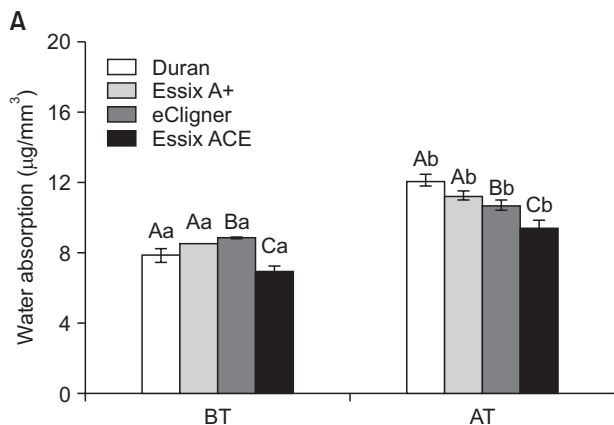 A
Water absorption (μg/mm³)
20
16
12
8
4
0
Duran
Essix A+
eCligner
Essix ACE
Aa Aa Ba Ca
Ab Ab Bb Cb
BT AT